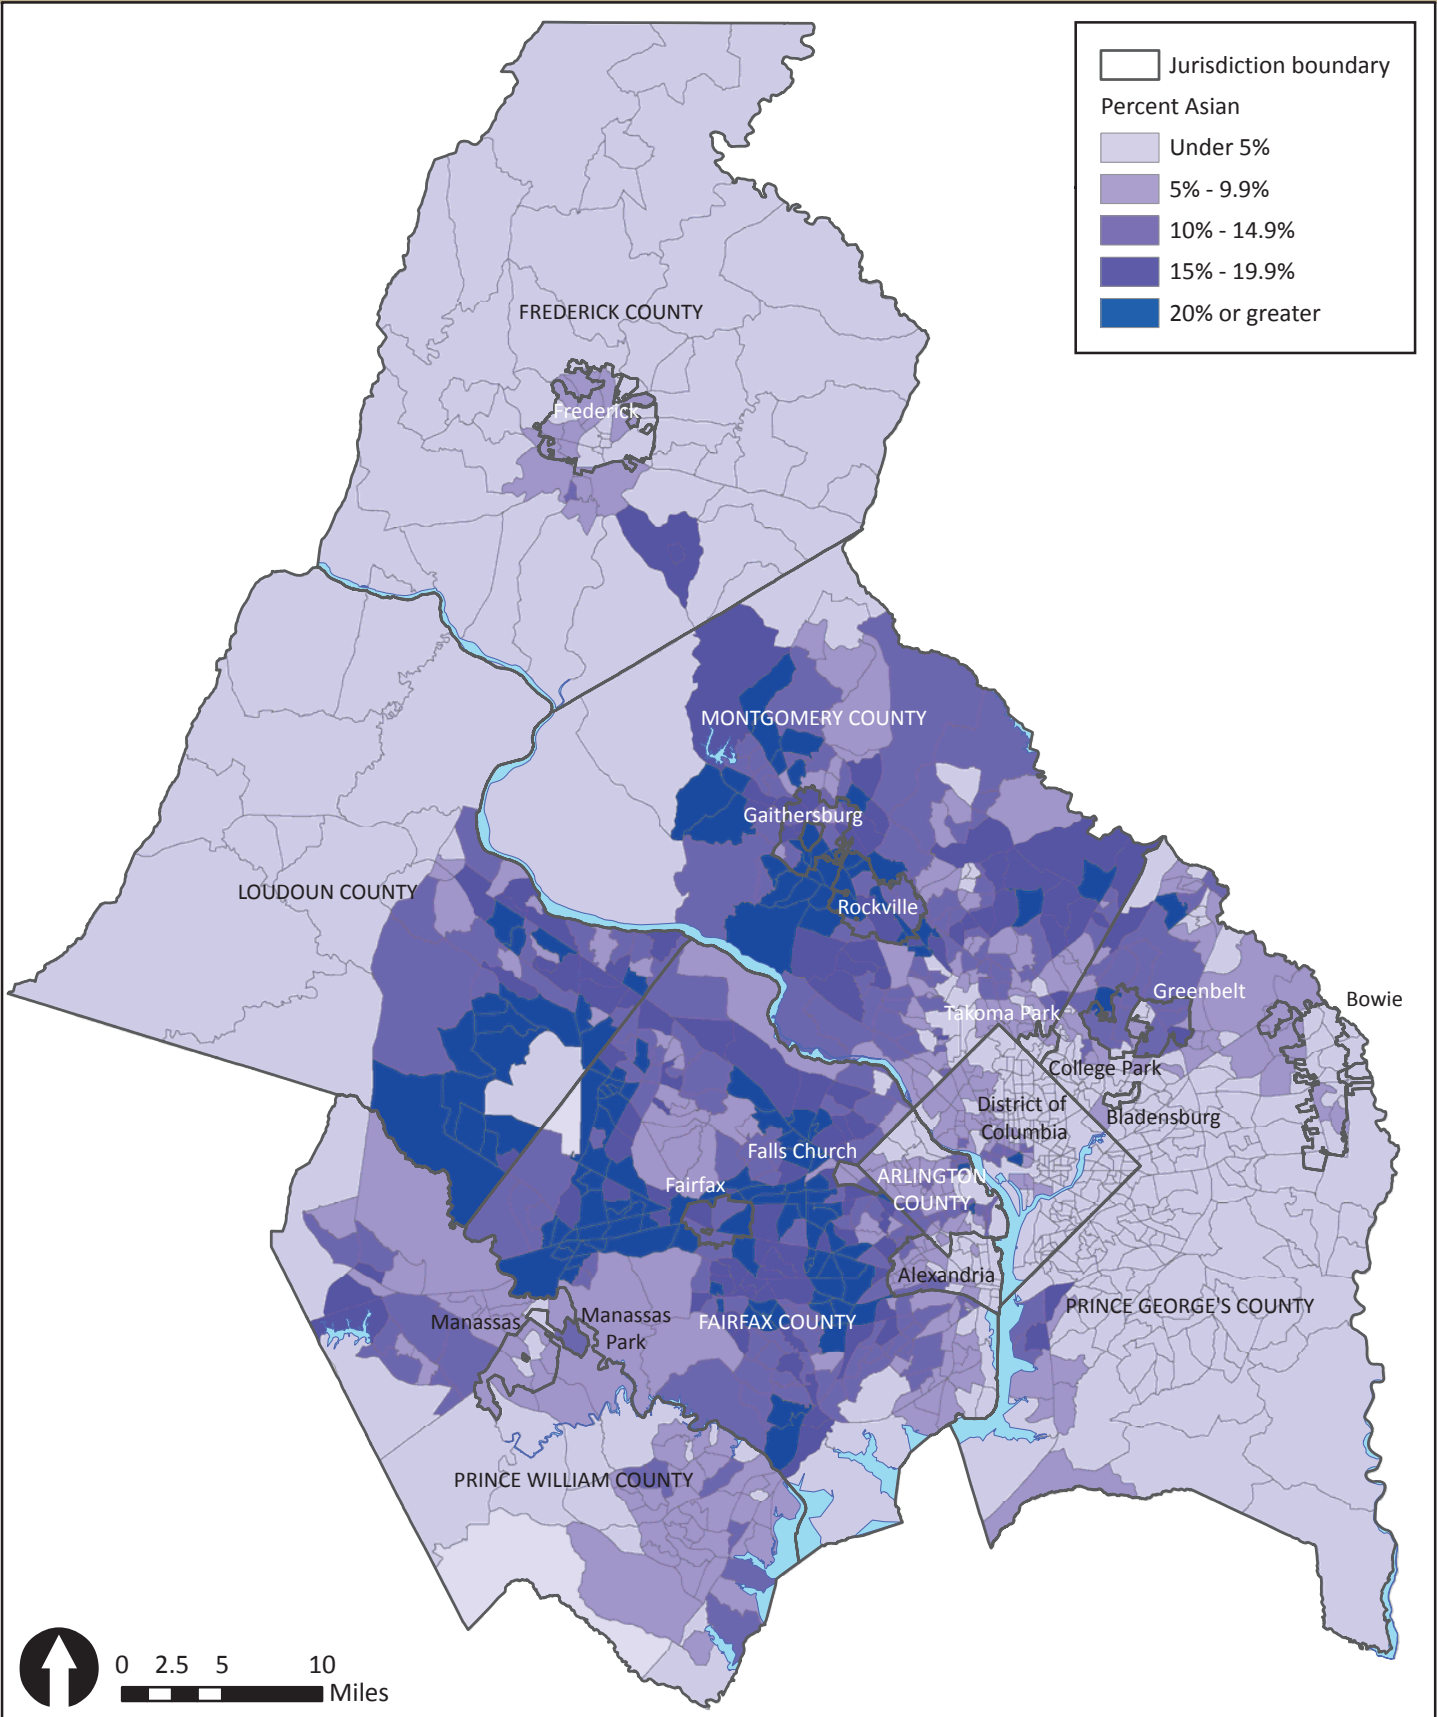 Jurisdiction boundary
Percent Asian
Under 5%
5% - 9.9%
10% - 14.9%
15% - 19.9%
20% or greater
FREDERICK COUNTY
Frederick
MONTGOMERY COUNTY
Gaithersburg
LOUDOUN COUNTY
Rockville
Greenbelt
Bowie
Takoma Park
College Park
District of
Columbia
Bladensburg
Falls Church
ARLINGTON
COUNTY
Fairfax
Alexandria
PRINCE GEORGE'S COUNTY
Manassas
Manassas
Park
FAIRFAX COUNTY
PRINCE WILLIAM COUNTY
0 2.5 5 10
Miles